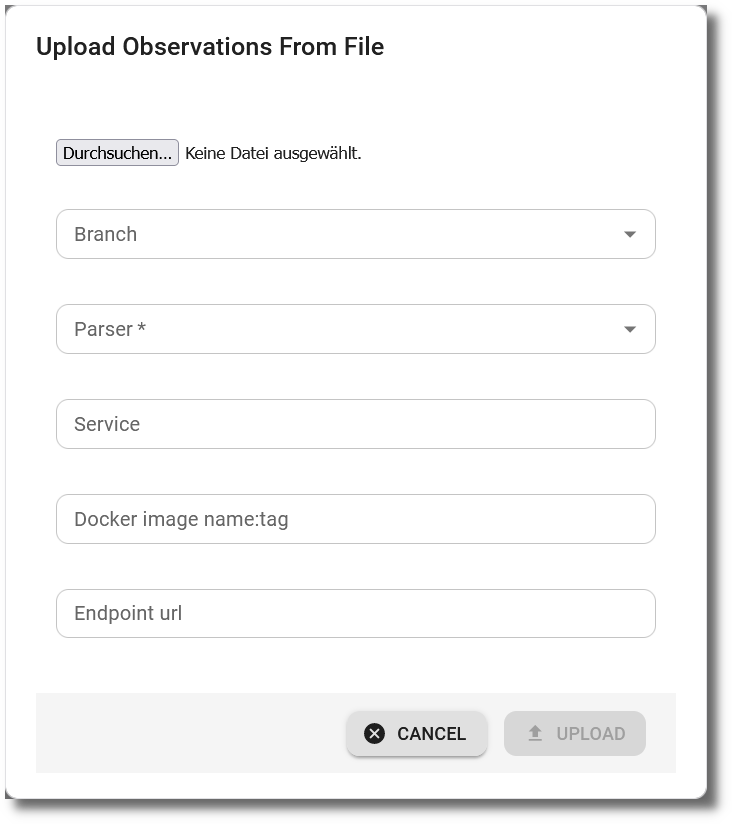 Upload Observations From File
Durchsuchen... Keine Datei ausgewählt.
Branch
Parser *
Service
Docker image name:tag
Endpoint url
CANCEL UPLOAD